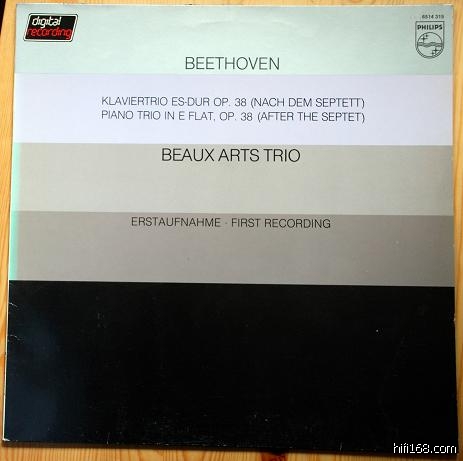 digital
recording
6514 319
PHILIPS
BEETHOVEN
KLAVIERTRIO ES-DUR OP. 38 (NACH DEM SEPTETT)
PIANO TRIO IN E FLAT, OP. 38 (AFTER THE SEPTET)
BEAUX ARTS TRIO
ERSTAUFNAHME · FIRST RECORDING
hifi168.com